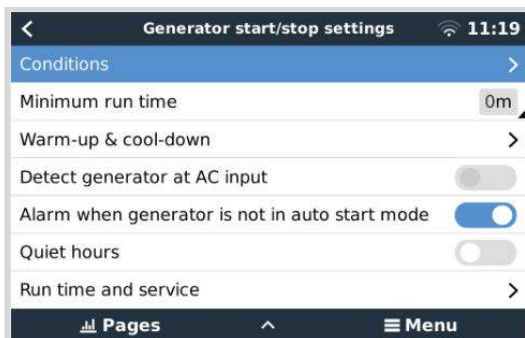 Generator start/stop settings 11:19
Conditions
Minimum run time 0m
Warm-up & cool-down
Detect generator at AC input
Alarm when generator is not in auto start mode
Quiet hours
Run time and service
Pages Menu